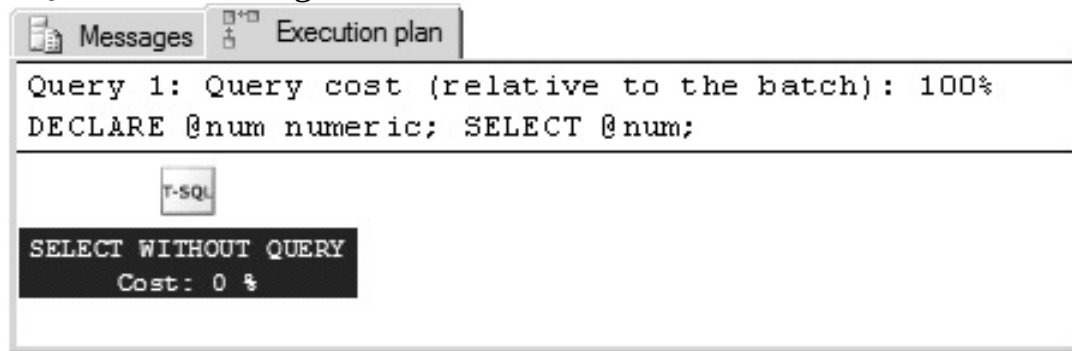 Messages Execution plan
Query 1: Query cost (relative to the batch): 100%
DECLARE @num numeric; SELECT @num;
T-SQL
SELECT WITHOUT QUERY
Cost: 0 %